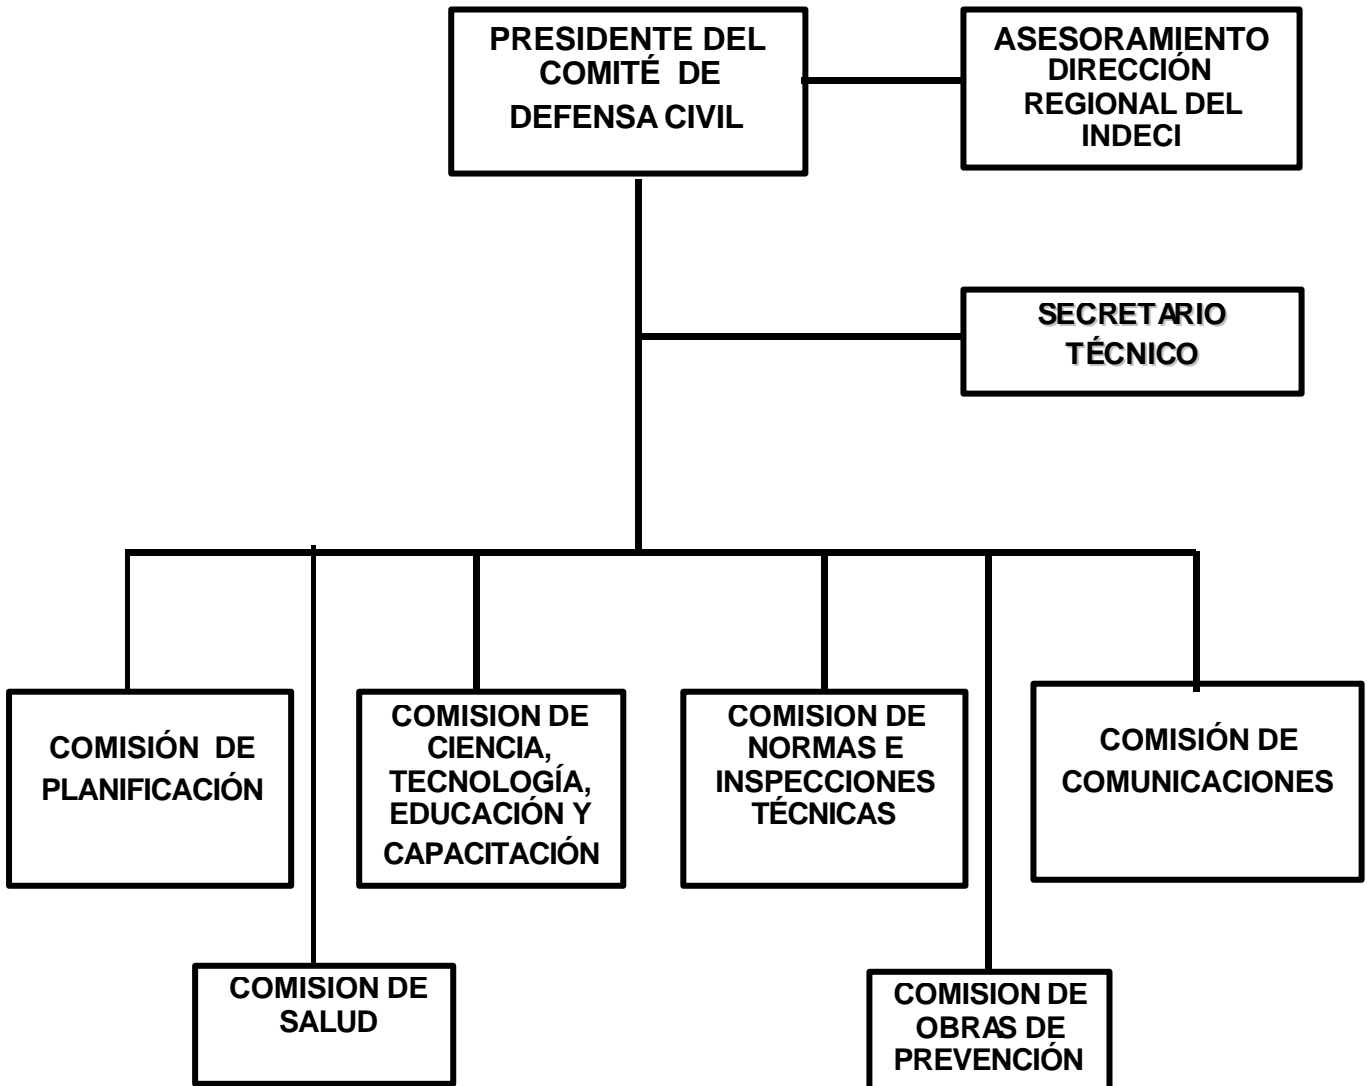 PRESIDENTE DEL
COMITÉ DE
DEFENSA CIVIL
ASESORAMIENTO
DIRECCIÓN
REGIONAL DEL
INDECI
SECRETARIO
TÉCNICO
COMISIÓN DE
PLANIFICACIÓN
COMISION DE
CIENCIA,
TECNOLOGÍA,
EDUCACIÓN Y
CAPACITACIÓN
COMISION DE
NORMAS E
INSPECCIONES
TÉCNICAS
COMISIÓN DE
COMUNICACIONES
COMISION DE
SALUD
COMISION DE
OBRAS DE
PREVENCIÓN